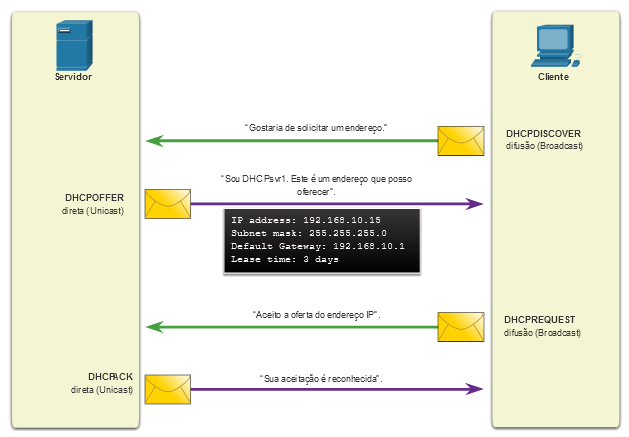 Servidor
Cliente
"Gostaria de solicitar um endereço."
DHCPDISCOVER
difusão (Broadcast)
"Sou DHCPsvr1. Este é um endereço que posso
oferecer".
DHCPOFFER
direta (Unicast)
IP address: 192.168.10.15
Subnet mask: 255.255.255.0
Default Gateway: 192.168.10.1
Lease time: 3 days
"Aceito a oferta do endereço IP".
DHCPREQUEST
difusão (Broadcast)
DHCPACK
direta (Unicast)
"Sua aceitação é reconhecida".